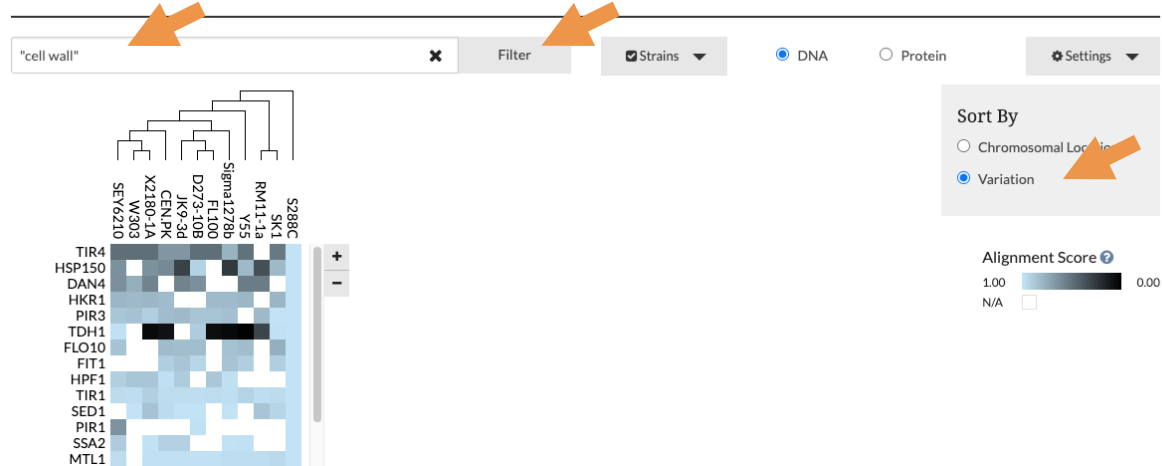 "cell wall" ✖ Filter Strains DNA Protein Settings
Sort By
Chromosomal Location
Variation
SEY6210 W303 X2180-1A CEN.PK JK9-3d D273-10B FL100 Sigma1278b Y55 RM11-1a SK1 S288C
TIR4
HSP150
DAN4
HKR1
PIR3
TDH1
FLO10
FIT1
HPF1
TIR1
SED1
PIR1
SSA2
MTL1
+
−
Alignment Score ?
1.00 0.00
N/A